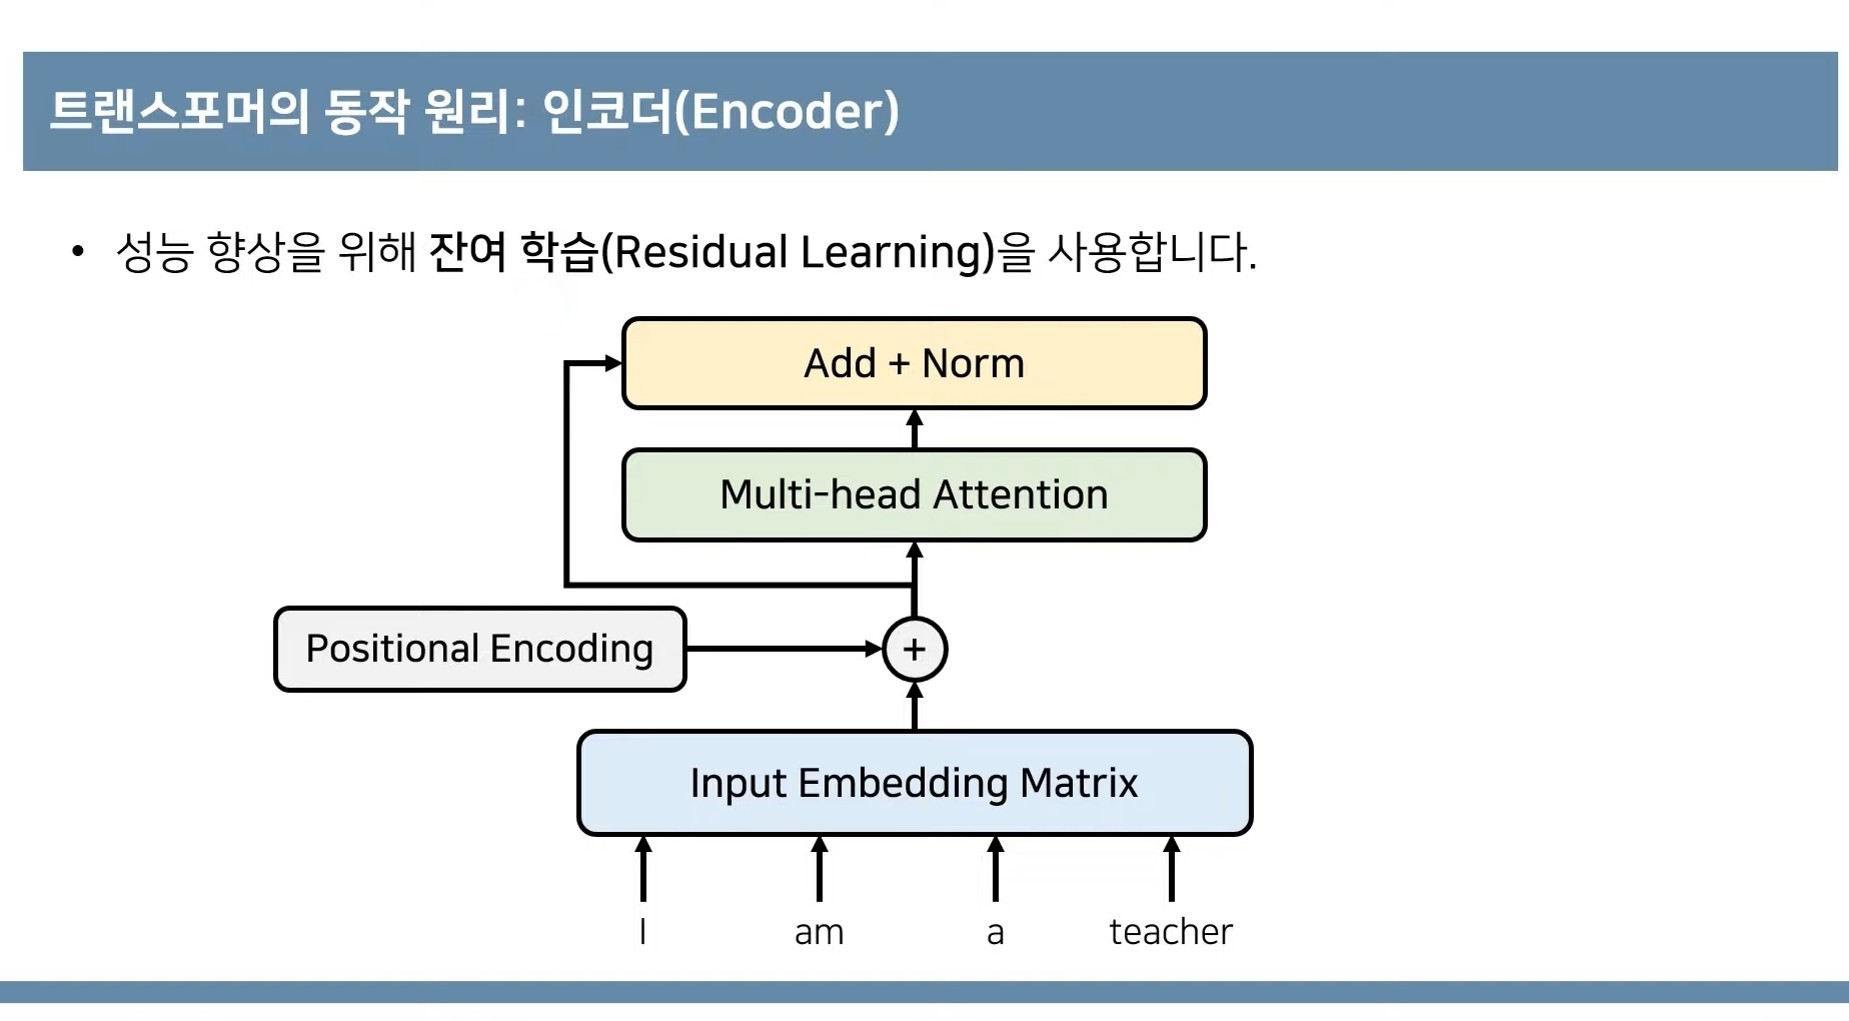 트랜스포머의 동작 원리: 인코더(Encoder)
• 성능 향상을 위해 잔여 학습(Residual Learning)을 사용합니다.
Add + Norm
Multi-head Attention
Positional Encoding
+
Input Embedding Matrix
I am a teacher